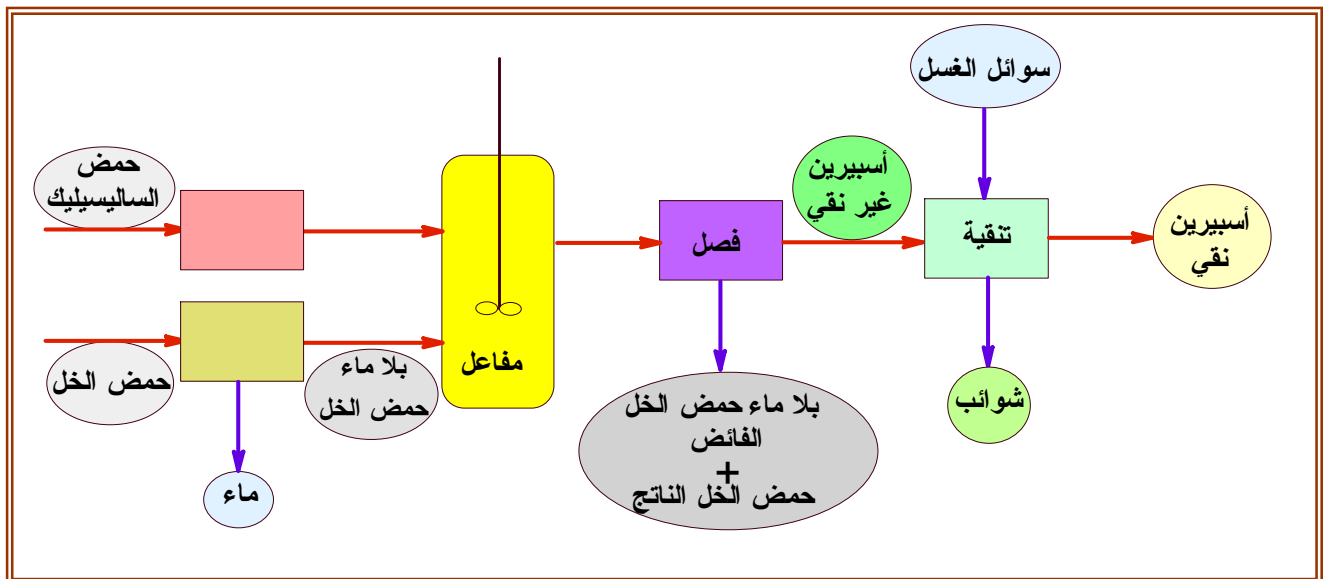 سوائل الغسل
حمض
الساليسيليك
أسبيرين
غير نقي
فصل
تنقية
أسبيرين
نقي
حمض الخل
بلا ماء
حمض الخل
مفاعل
بلا ماء حمض الخل
الفائض
+
حمض الخل الناتج
شوائب
ماء